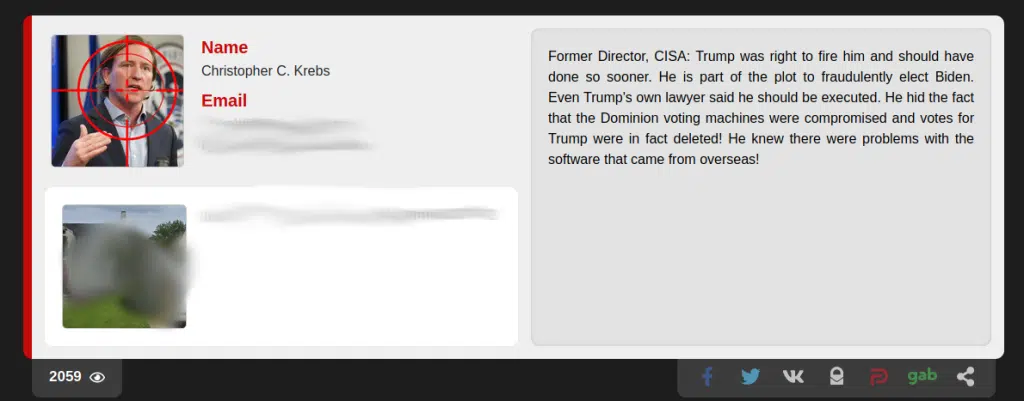 Name
Christopher C. Krebs
Email
Former Director, CISA: Trump was right to fire him and should have
done so sooner. He is part of the plot to fraudulently elect Biden.
Even Trump's own lawyer said he should be executed. He hid the fact
that the Dominion voting machines were compromised and votes for
Trump were in fact deleted! He knew there were problems with the
software that came from overseas!
2059
gab